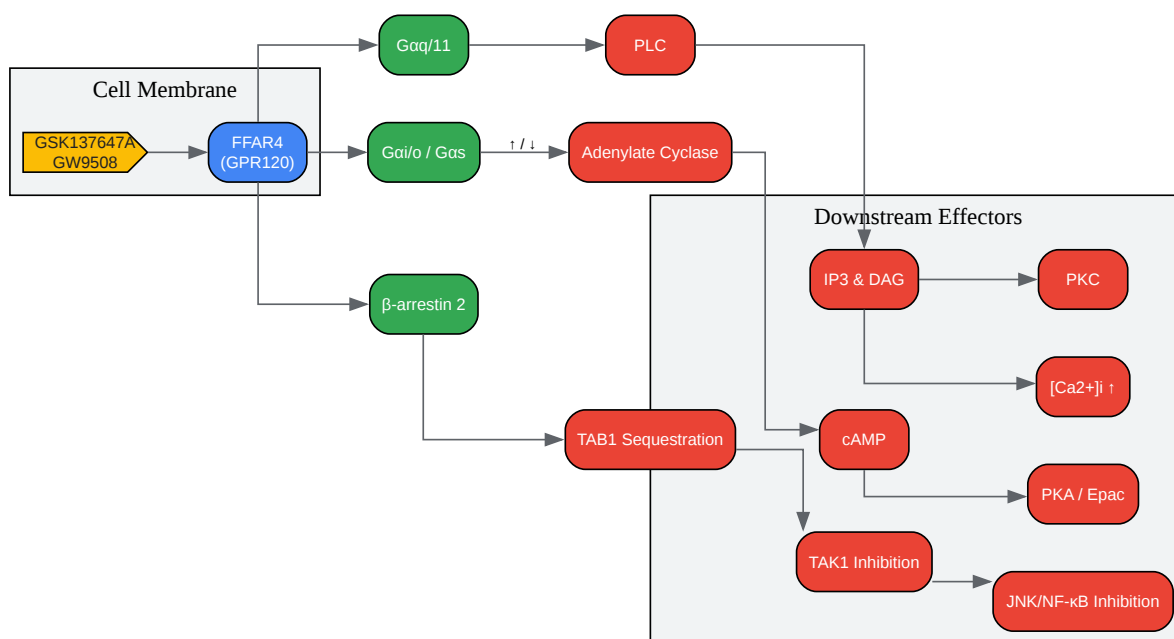 Gαq/11
PLC
Cell Membrane
GSK137647A
GW9508
FFAR4
(GPR120)
Gαi/o / Gαs
↑ / ↓
Adenylate Cyclase
Downstream Effectors
IP3 & DAG
PKC
β-arrestin 2
[Ca2+]i ↑
TAB1 Sequestration
cAMP
PKA / Epac
TAK1 Inhibition
JNK/NF-κB Inhibition